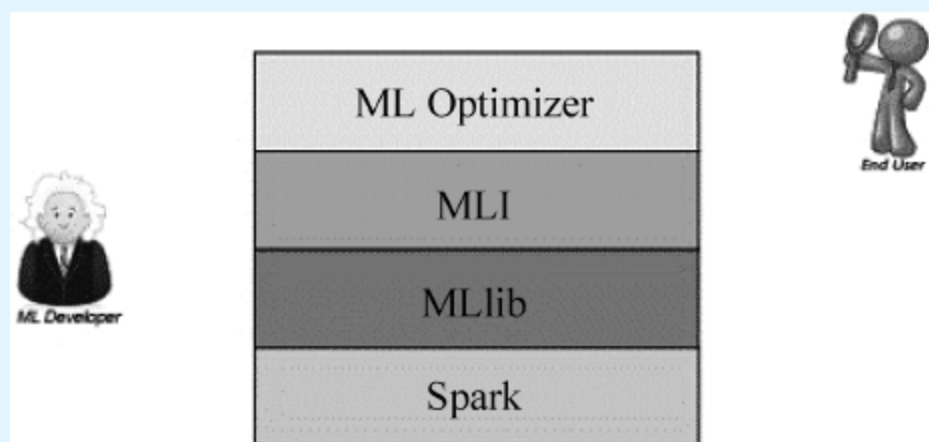 ML Optimizer
End User
MLI
MLlib
ML Developer
Spark